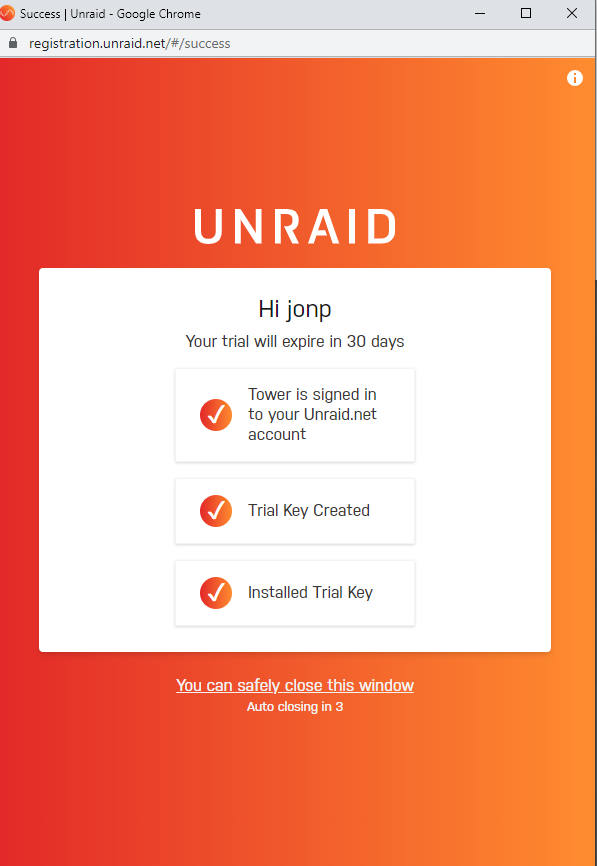 Success | Unraid - Google Chrome
registration.unraid.net/#/success
UNRAID
Hi jonp
Your trial will expire in 30 days
Tower is signed in
to your Unraid.net
account
Trial Key Created
Installed Trial Key
You can safely close this window
Auto closing in 3